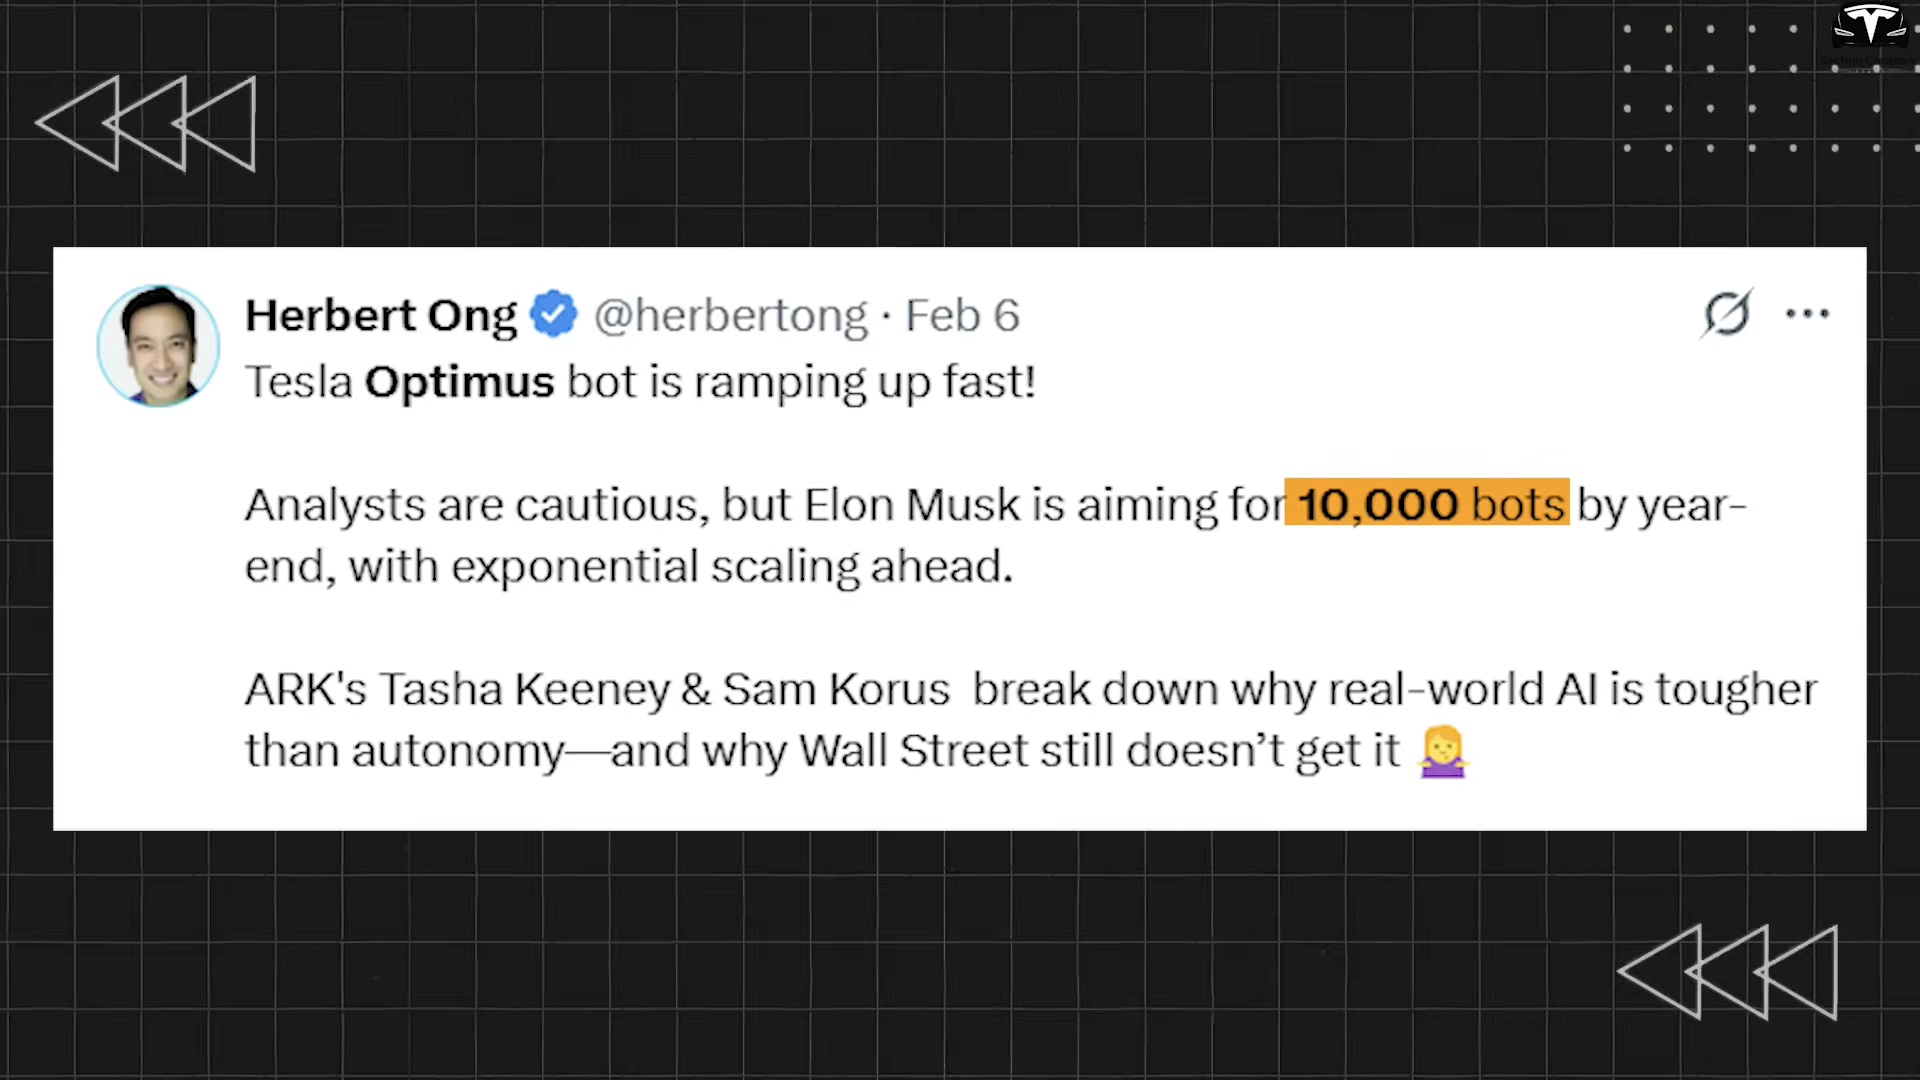 Herbert Ong @herbertong · Feb 6
Tesla Optimus bot is ramping up fast!
Analysts are cautious, but Elon Musk is aiming for 10,000 bots by year-
end, with exponential scaling ahead.
ARK's Tasha Keeney & Sam Korus break down why real-world AI is tougher
than autonomy—and why Wall Street still doesn't get it 🤷‍♀️